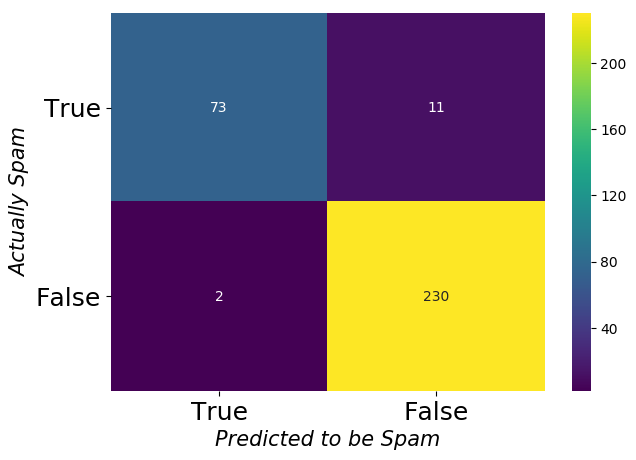 True
73
11
False
2
230
True
False
Predicted to be Spam
Actually Spam
200
160
120
80
40